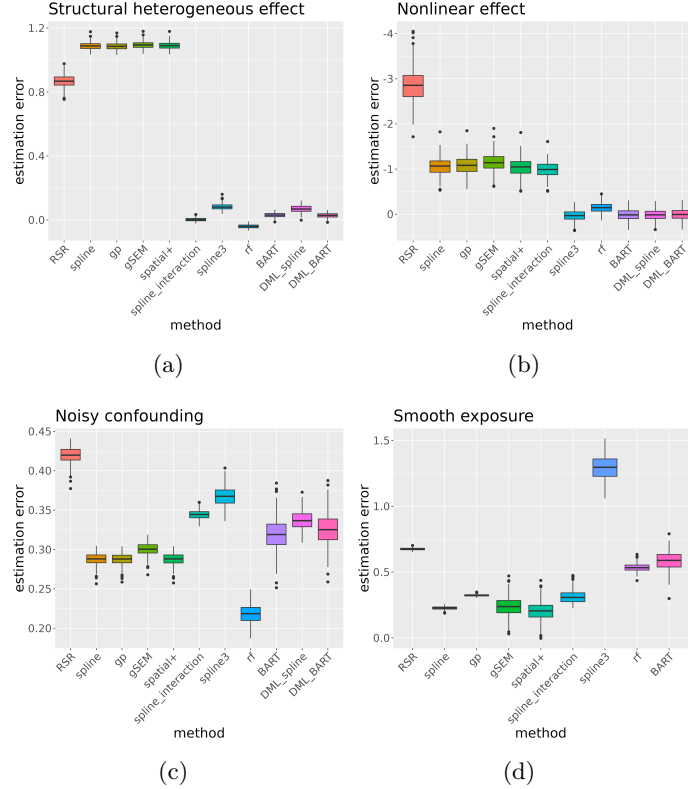 Structural heterogeneous effect
1.2
0.8
0.4
0.0
estimation error
RSR
spline
gp
gSEM
spatial+
spline_interaction
spline3
rf
BART
DML_spline
DML_BART
method
(a)
Nonlinear effect
-4
-3
-2
-1
0
estimation error
RSR
spline
gp
gSEM
spatial+
spline_interaction
spline3
rf
BART
DML_spline
DML_BART
method
(b)
Noisy confounding
0.45
0.40
0.35
0.30
0.25
0.20
estimation error
RSR
spline
gp
gSEM
spatial+
spline_interaction
spline3
rf
BART
DML_spline
DML_BART
method
(c)
Smooth exposure
1.5
1.0
0.5
0.0
estimation error
RSR
spline
gp
gSEM
spatial+
spline_interaction
spline3
rf
BART
method
(d)